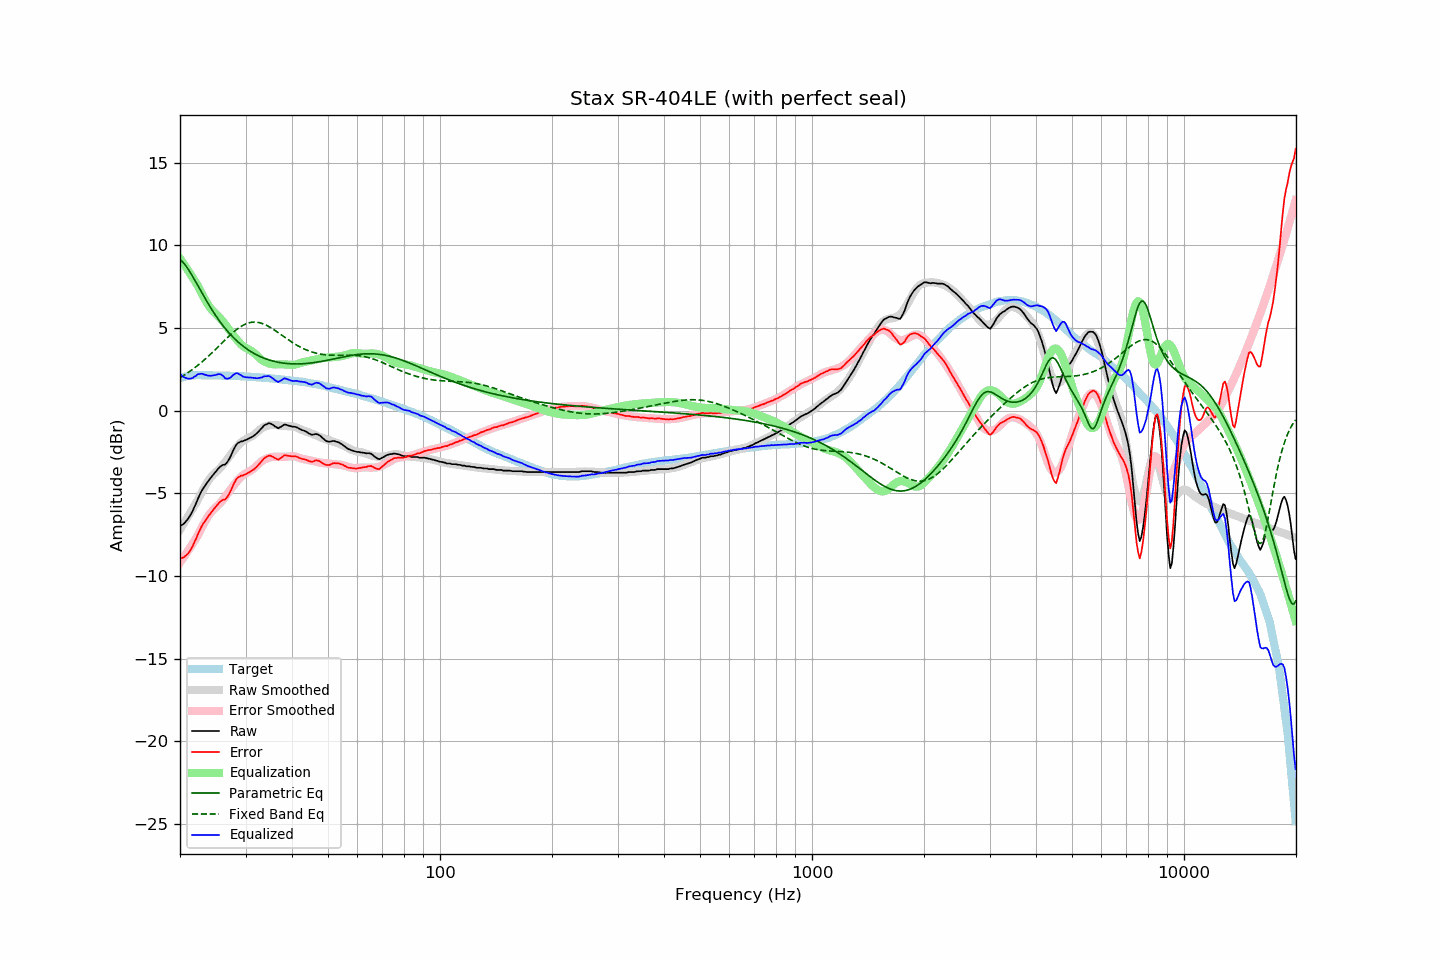 Stax SR-404LE (with perfect seal)
Amplitude (dBr)
15
10
5
0
−5
−10
−15
−20
−25
Target
Raw Smoothed
Error Smoothed
Raw
Error
Equalization
Parametric Eq
Fixed Band Eq
Equalized
100
1000
10000
Frequency (Hz)